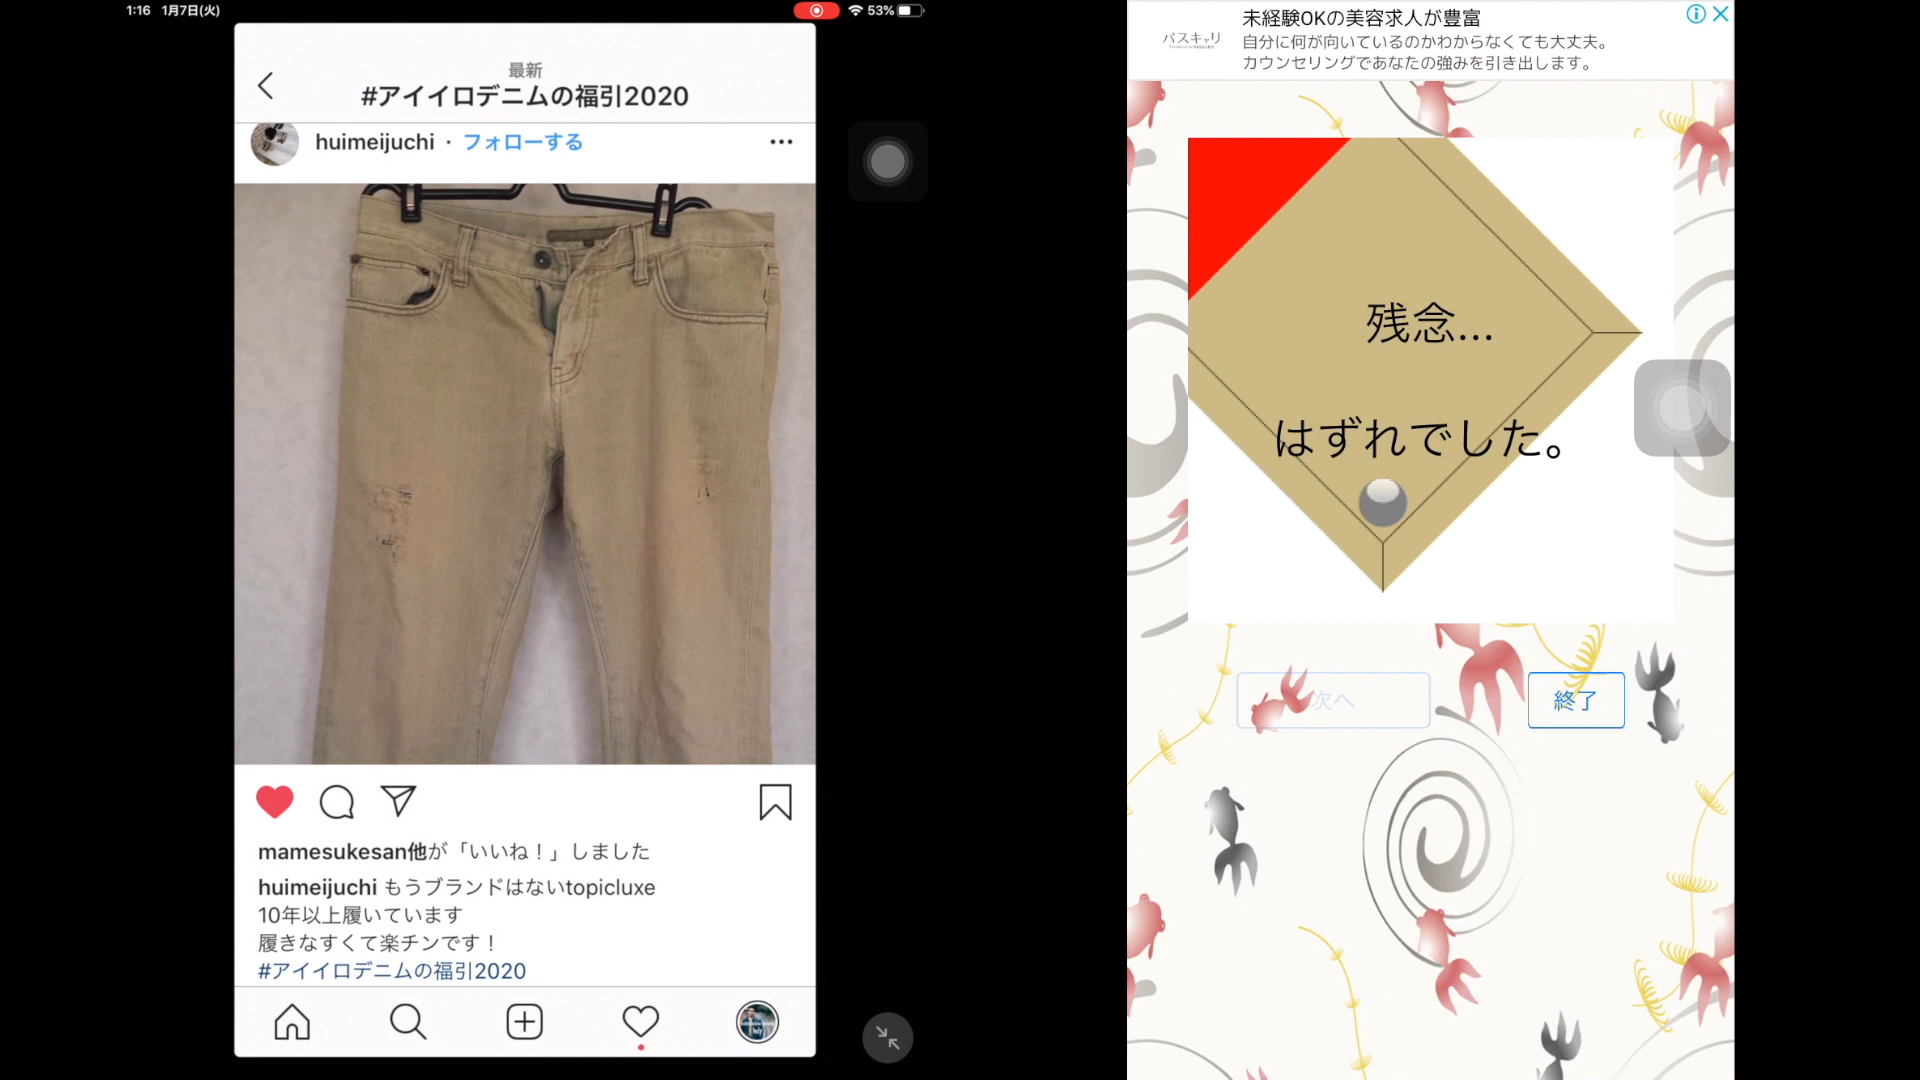 1:16 1月7日(火)
53%
最新
#アイイロデニムの福引2020
huimeijuchi · フォローする
mamesukesan他が「いいね！」しました
huimeijuchi もうブランドはないtopicluxe
10年以上履いています
履きなすくて楽チンです！
#アイイロデニムの福引2020
パスキャリ
未経験OKの美容求人が豊富
自分に何が向いているのかわからなくても大丈夫。
カウンセリングであなたの強みを引き出します。
残念...
はずれでした。
次へ
終了